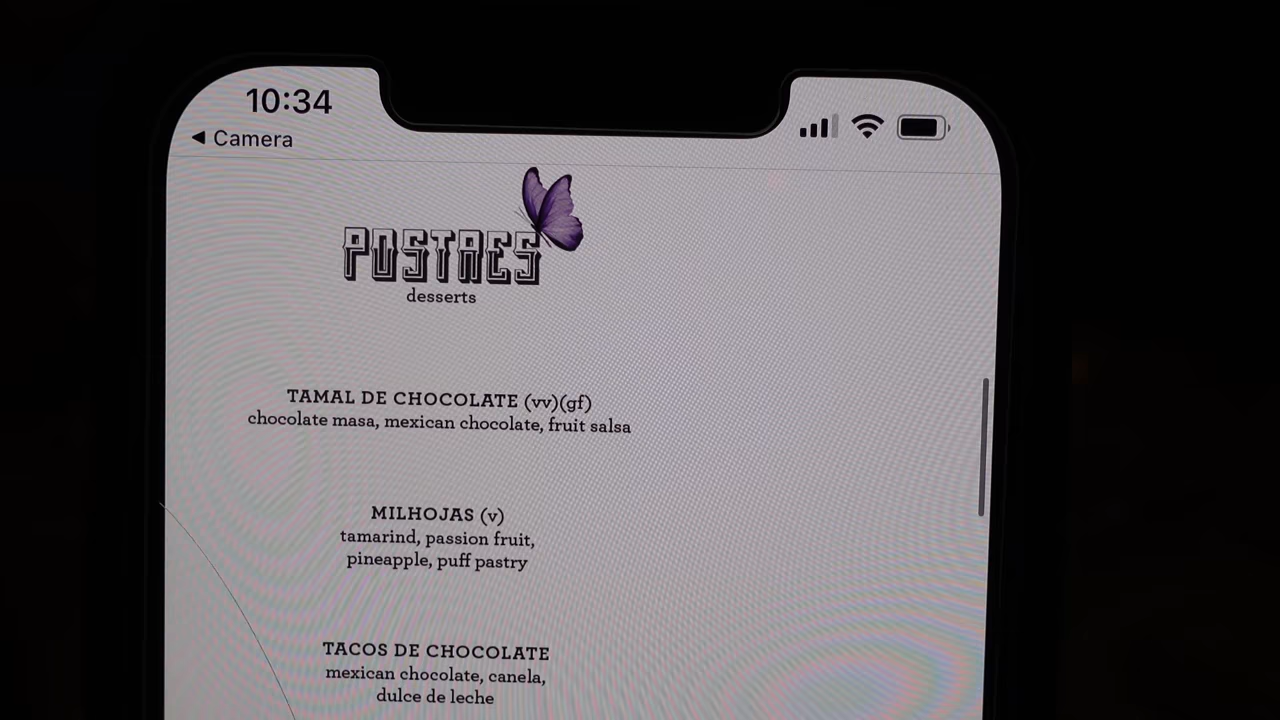 10:34
◀ Camera
POSTRES
desserts
TAMAL DE CHOCOLATE (vv)(gf)
chocolate masa, mexican chocolate, fruit salsa
MILHOJAS (v)
tamarind, passion fruit,
pineapple, puff pastry
TACOS DE CHOCOLATE
mexican chocolate, canela,
dulce de leche